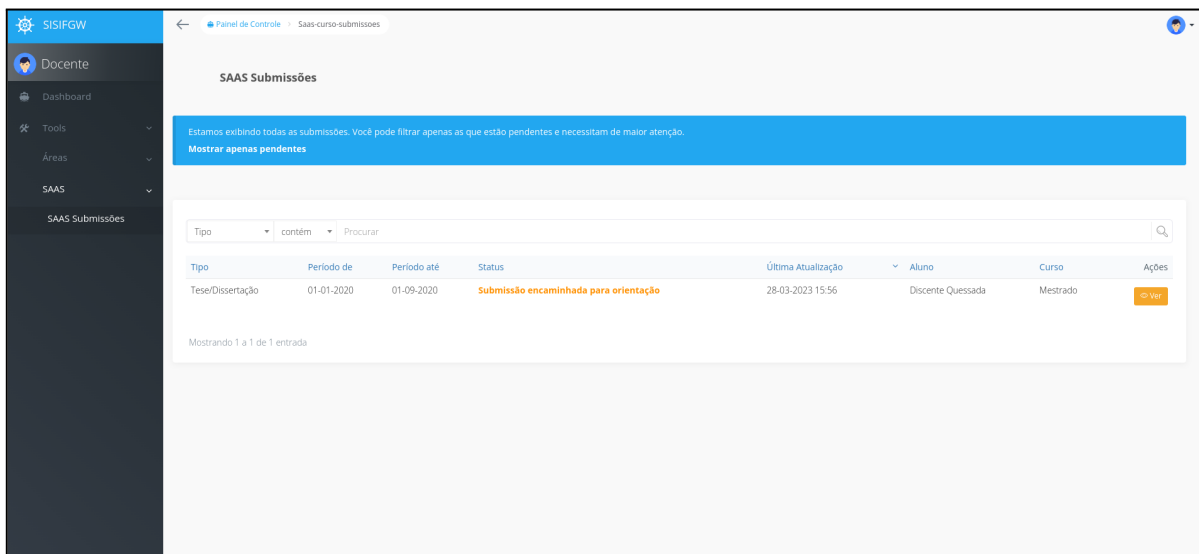 SISIFGW
Painel de Controle > Saas-curso-submissoes
Docente
Dashboard
Tools
Áreas
SAAS
SAAS Submissões
SAAS Submissões
Estamos exibindo todas as submissões. Você pode filtrar apenas as que estão pendentes e necessitam de maior atenção.
Mostrar apenas pendentes
Tipo contém Procurar
Tipo Período de Período até Status Última Atualização Aluno Curso Ações
Tese/Dissertação 01-01-2020 01-09-2020 Submissão encaminhada para orientação 28-03-2023 15:56 Discente Quessada Mestrado Ver
Mostrando 1 a 1 de 1 entrada